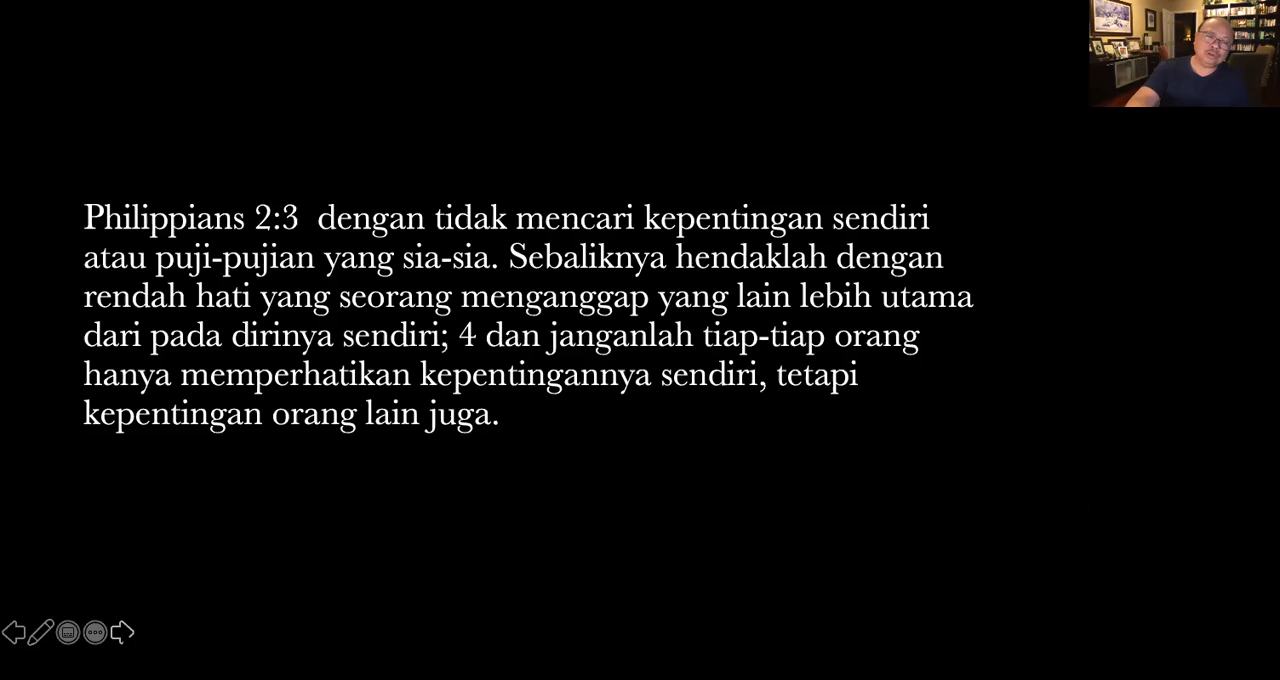 Philippians 2:3  dengan tidak mencari kepentingan sendiri
atau puji-pujian yang sia-sia. Sebaliknya hendaklah dengan
rendah hati yang seorang menganggap yang lain lebih utama
dari pada dirinya sendiri; 4 dan janganlah tiap-tiap orang
hanya memperhatikan kepentingannya sendiri, tetapi
kepentingan orang lain juga.